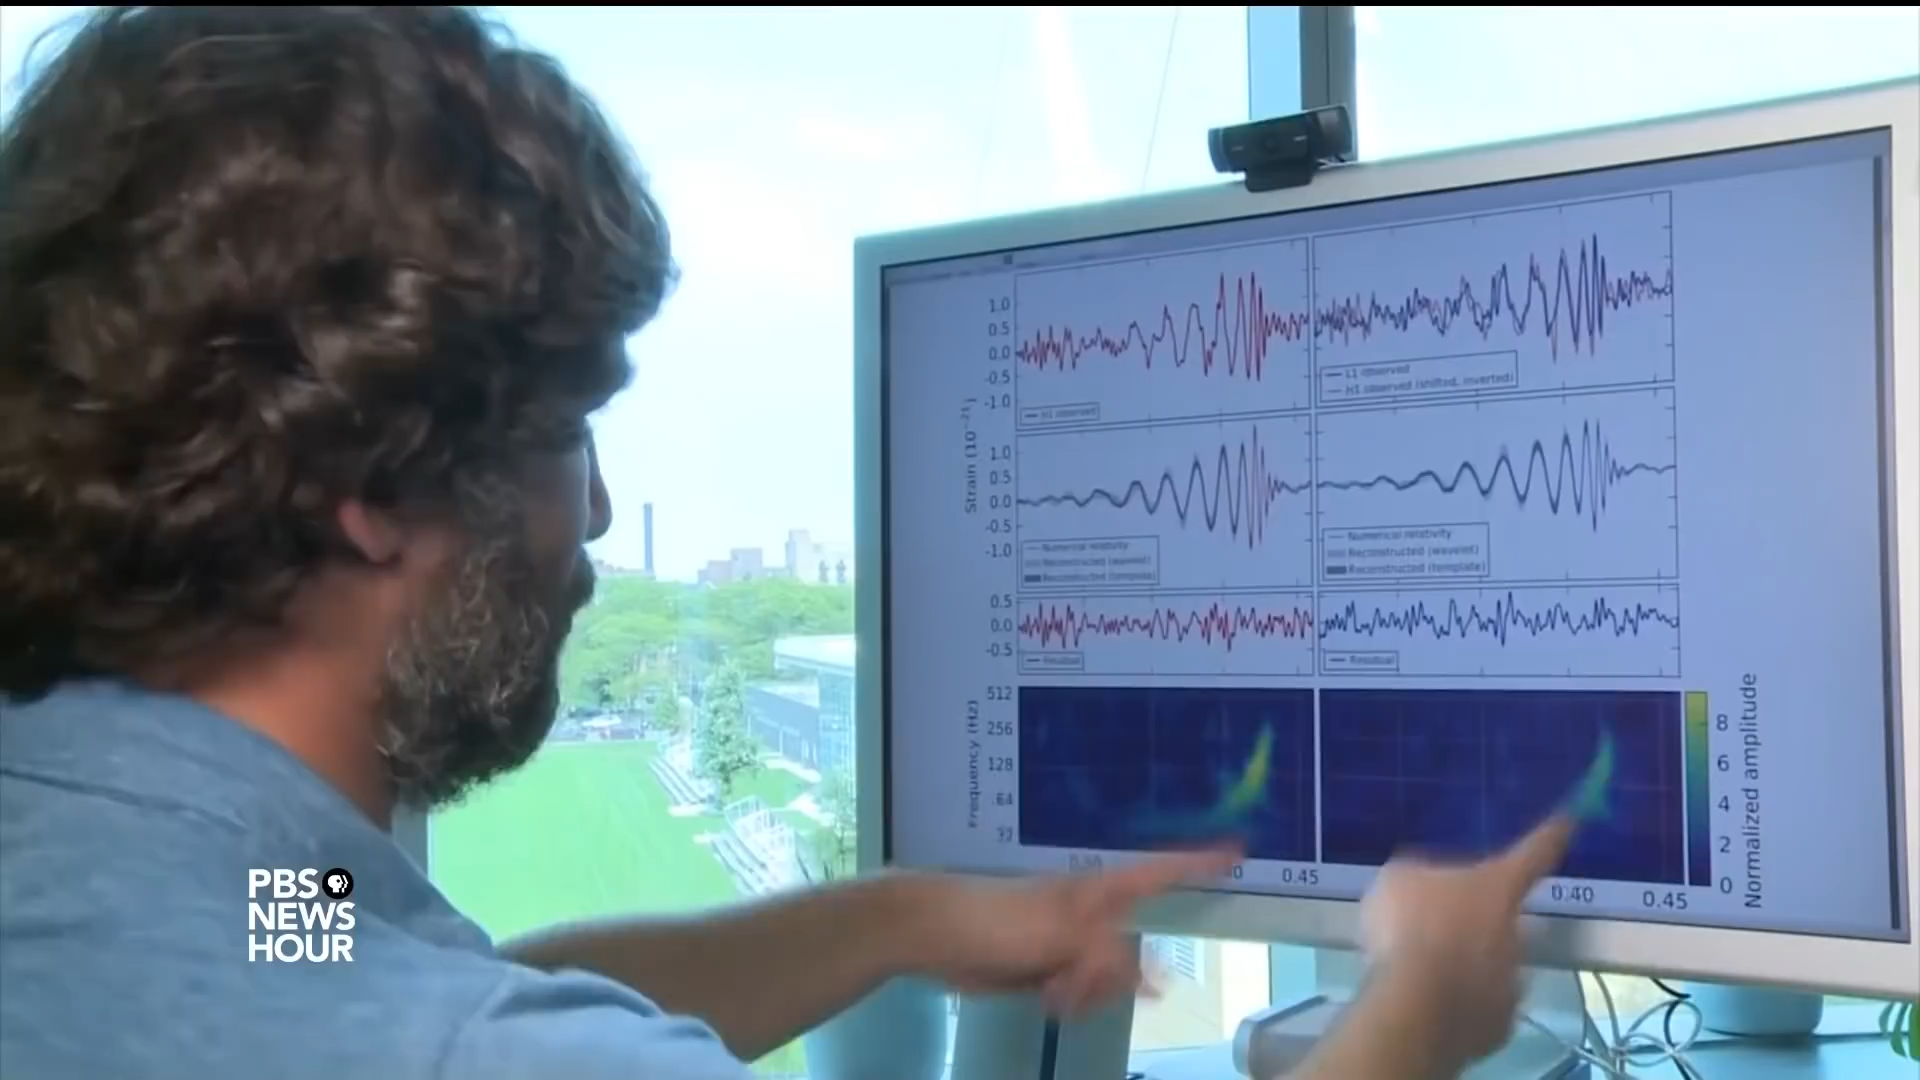 1.0
0.5
0.0
-0.5
-1.0
H1 observed
L1 observed
H1 observed (shifted, inverted)
Strain (10⁻²¹)
1.0
0.5
0.0
-0.5
-1.0
Numerical relativity
Reconstructed (wavelet)
Reconstructed (template)
Numerical relativity
Reconstructed (wavelet)
Reconstructed (template)
0.5
0.0
-0.5
Residual
Residual
Frequency (Hz)
512
256
128
64
32
8
6
4
2
0
Normalized amplitude
0.30
0.45
0.40
0.45
PBS
NEWS
HOUR